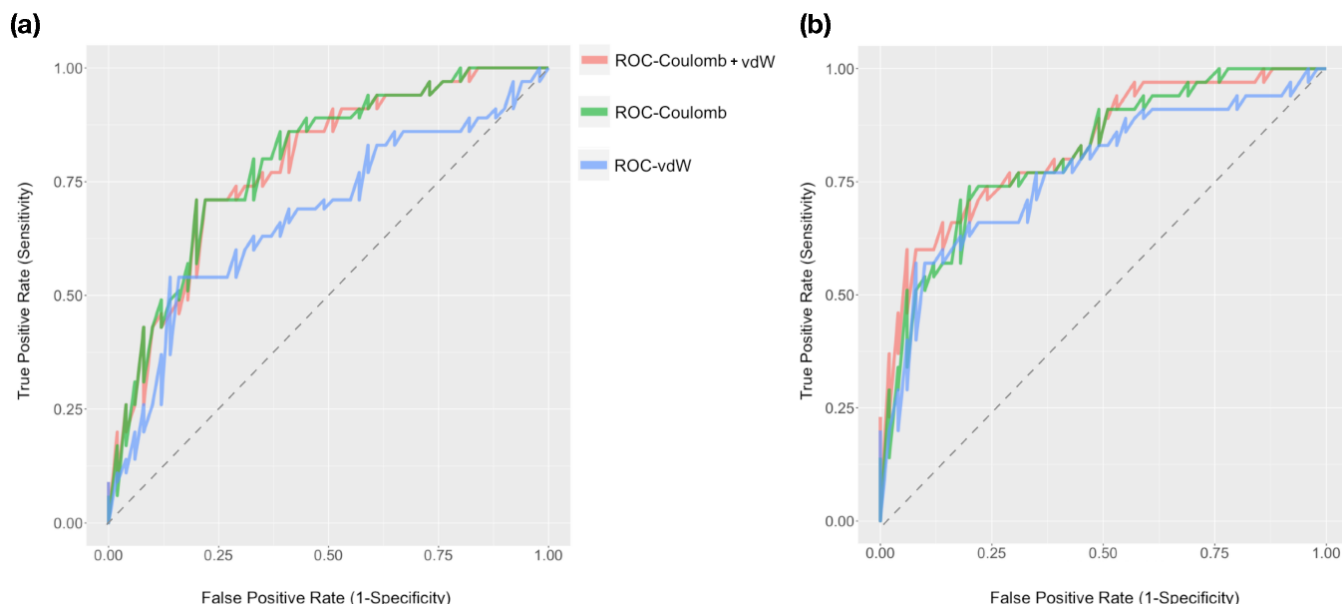 (a)
(b)
ROC-Coulomb + vdW
ROC-Coulomb
ROC-vdW
True Positive Rate (Sensitivity)
1.00
0.75
0.50
0.25
0.00
0.00 0.25 0.50 0.75 1.00
False Positive Rate (1-Specificity)
True Positive Rate (Sensitivity)
1.00
0.75
0.50
0.25
0.00
0.00 0.25 0.50 0.75 1.00
False Positive Rate (1-Specificity)